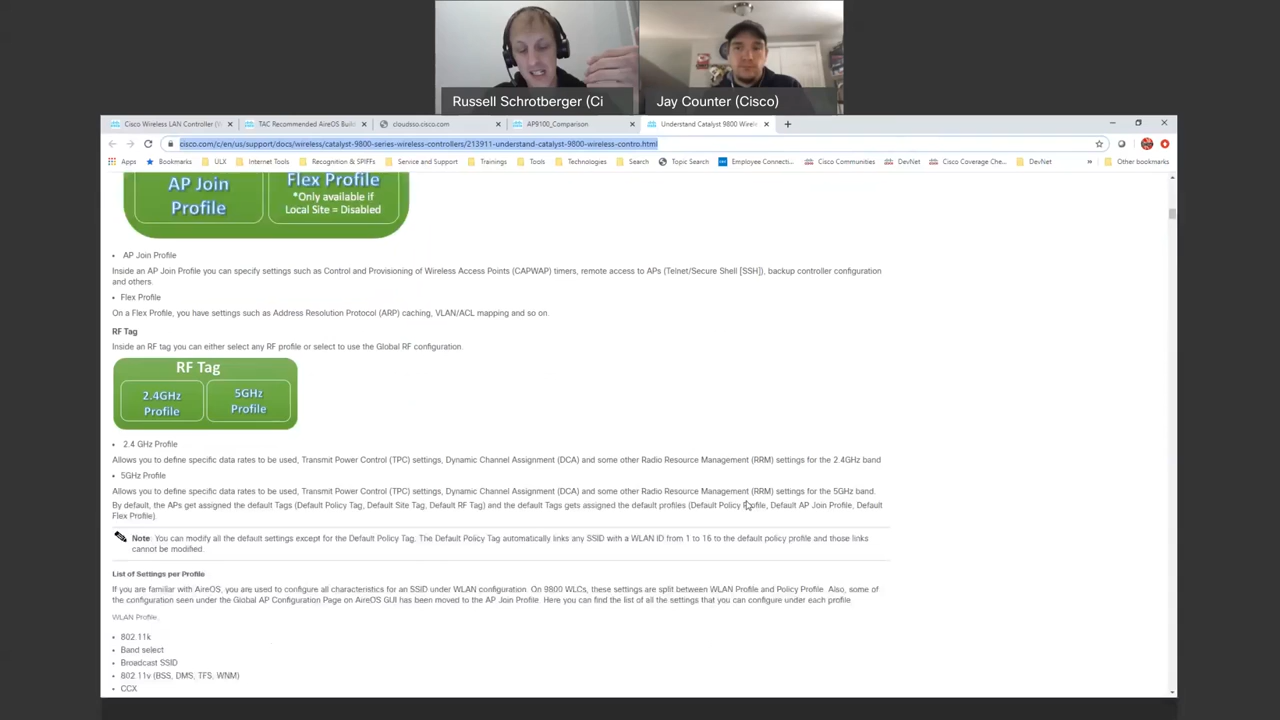 Russell Schrotberger (Ci
Jay Counter (Cisco)
Cisco Wireless LAN Controller (W
TAC Recommended AireOS Build
cloudsso.cisco.com
AP9100_Comparison
Understand Catalyst 9800 Wirele
cisco.com/c/en/us/support/docs/wireless/catalyst-9800-series-wireless-controllers/213911-understand-catalyst-9800-wireless-contro.html
Apps Bookmarks ULX Internet Tools Recognition & SPIFFs Service and Support Trainings Tools Technologies Search Topic Search Employee Connecti... Cisco Communities DevNet Cisco Coverage Che... DevNet » Other bookmarks
AP Join
Profile
Flex Profile
*Only available if
Local Site = Disabled
• AP Join Profile
Inside an AP Join Profile you can specify settings such as Control and Provisioning of Wireless Access Points (CAPWAP) timers, remote access to APs (Telnet/Secure Shell [SSH]), backup controller configuration
and others.
• Flex Profile
On a Flex Profile, you have settings such as Address Resolution Protocol (ARP) caching, VLAN/ACL mapping and so on.
RF Tag
Inside an RF tag you can either select any RF profile or select to use the Global RF configuration.
RF Tag
2.4GHz
Profile
5GHz
Profile
• 2.4 GHz Profile
Allows you to define specific data rates to be used, Transmit Power Control (TPC) settings, Dynamic Channel Assignment (DCA) and some other Radio Resource Management (RRM) settings for the 2.4GHz band
• 5GHz Profile
Allows you to define specific data rates to be used, Transmit Power Control (TPC) settings, Dynamic Channel Assignment (DCA) and some other Radio Resource Management (RRM) settings for the 5GHz band.
By default, the APs get assigned the default Tags (Default Policy Tag, Default Site Tag, Default RF Tag) and the default Tags gets assigned the default profiles (Default Policy Profile, Default AP Join Profile, Default
Flex Profile).
Note: You can modify all the default settings except for the Default Policy Tag. The Default Policy Tag automatically links any SSID with a WLAN ID from 1 to 16 to the default policy profile and those links
cannot be modified.
List of Settings per Profile
If you are familiar with AireOS, you are used to configure all characteristics for an SSID under WLAN configuration. On 9800 WLCs, these settings are split between WLAN Profile and Policy Profile. Also, some of
the configuration seen under the Global AP Configuration Page on AireOS GUI has been moved to the AP Join Profile. Here you can find the list of all the settings that you can configure under each profile
WLAN Profile:
• 802.11k
• Band select
• Broadcast SSID
• 802.11v (BSS, DMS, TFS, WNM)
• CCX